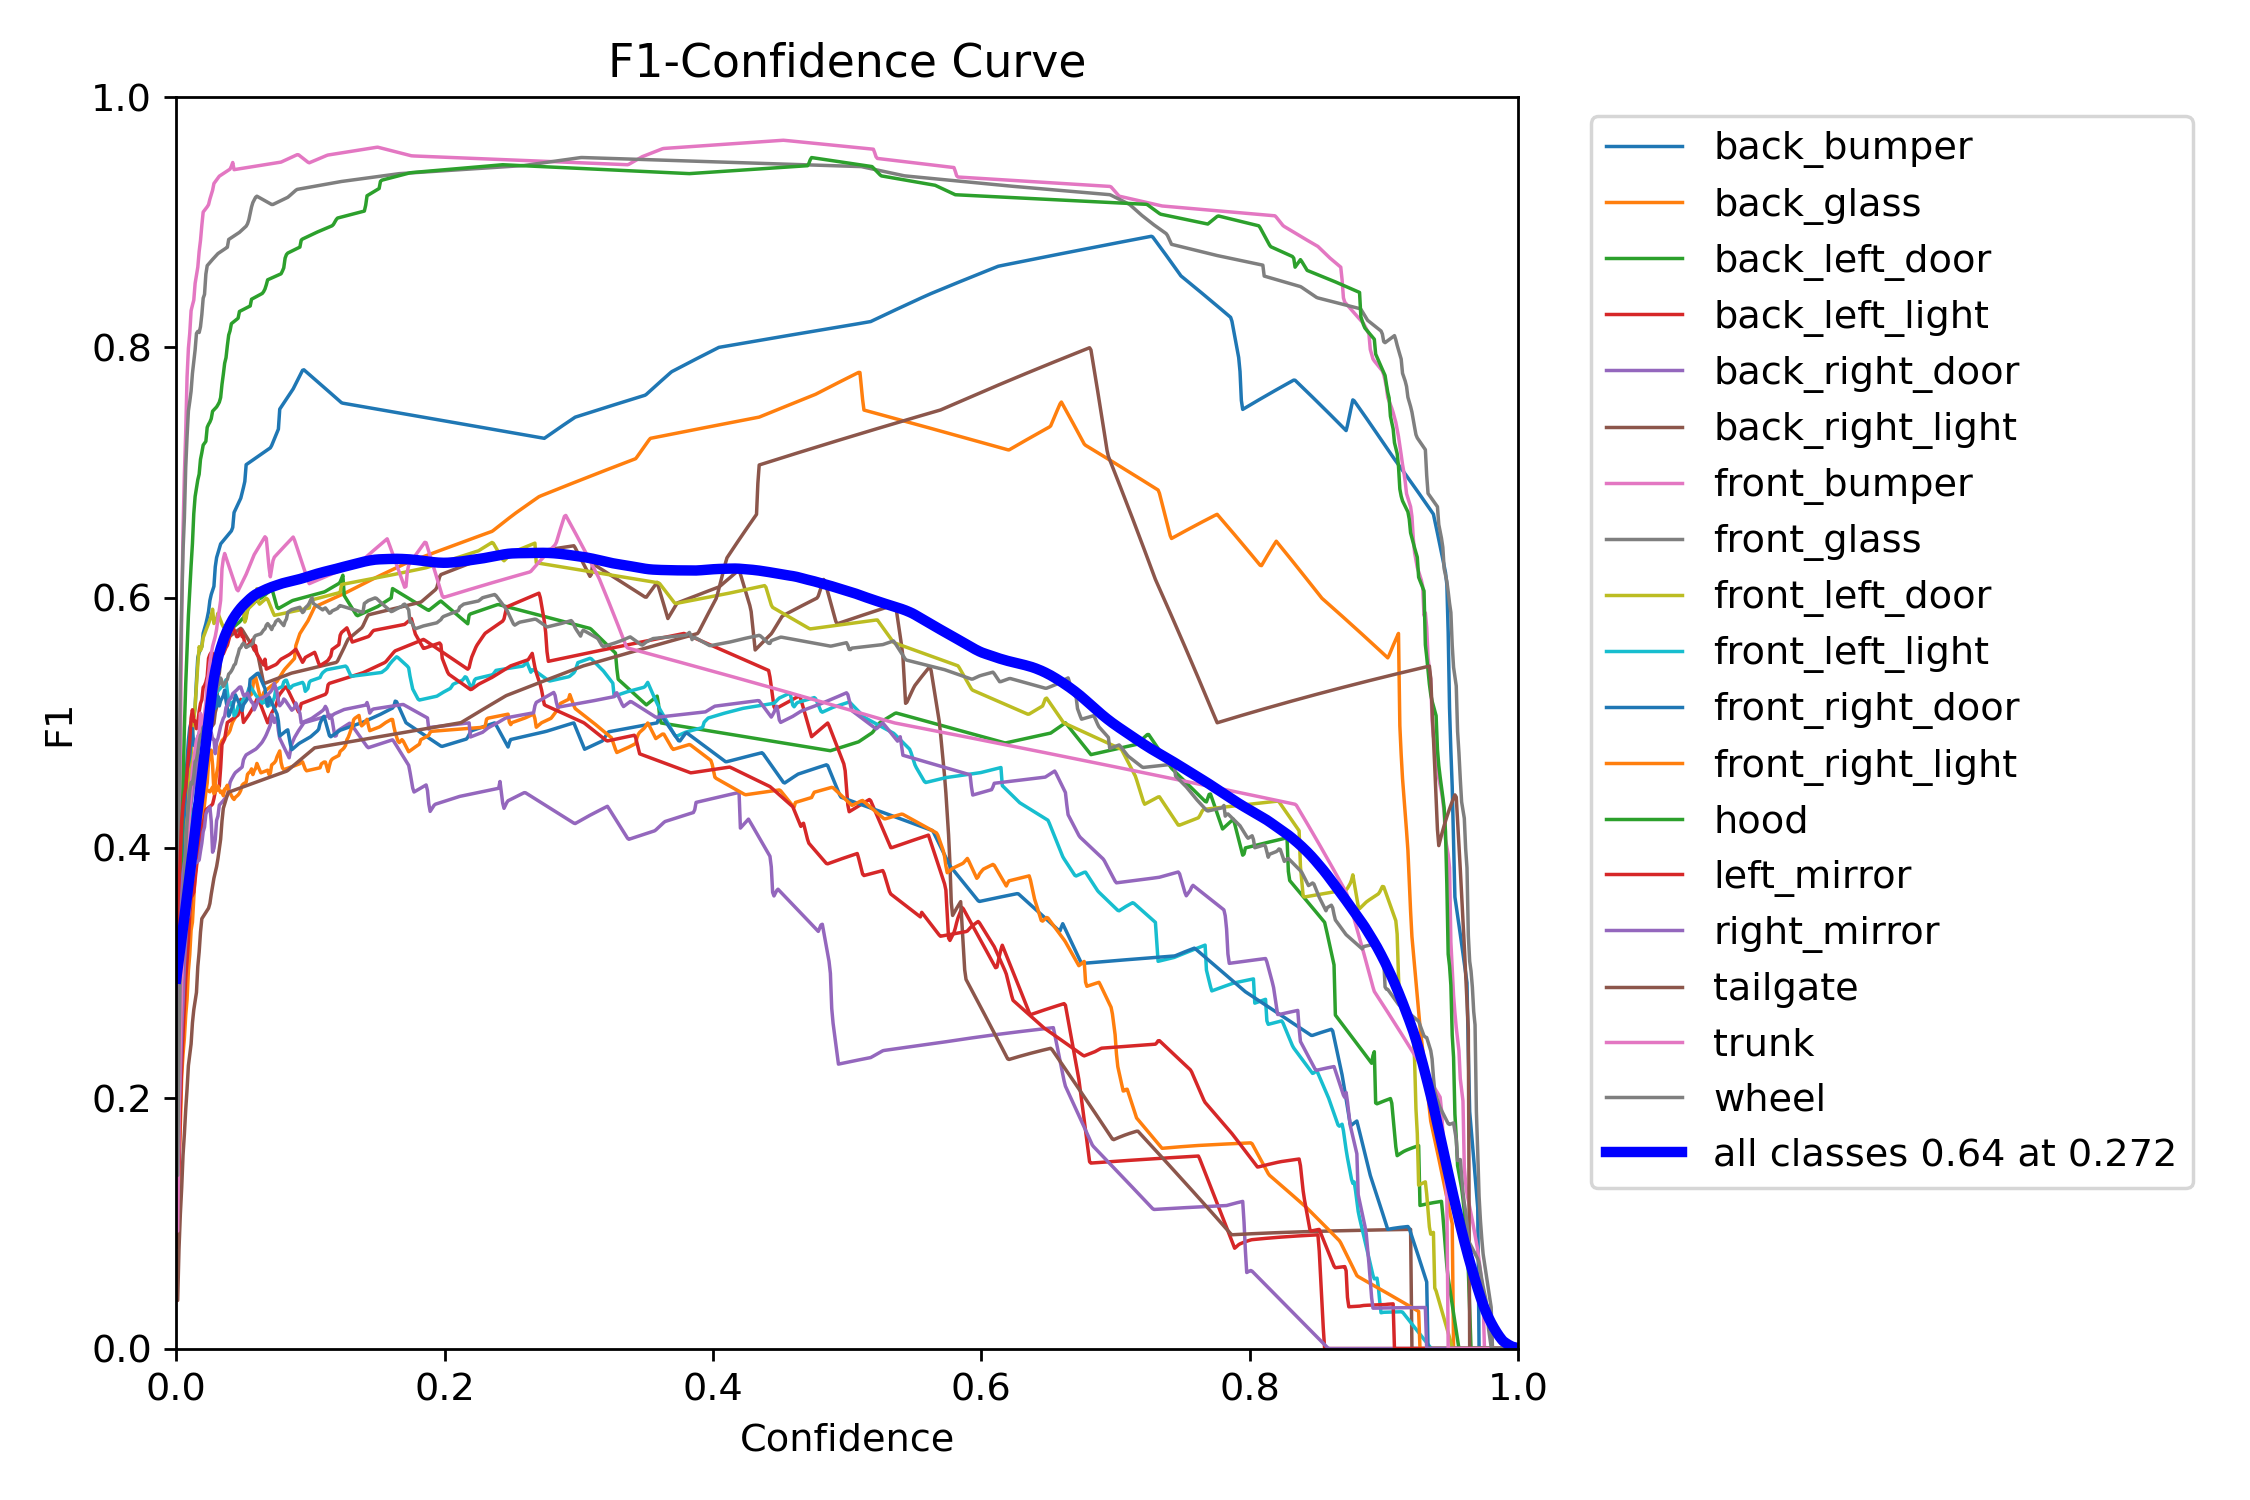 F1-Confidence Curve
1.0
0.8
0.6
0.4
0.2
0.0
F1
0.0 0.2 0.4 0.6 0.8 1.0
Confidence
back_bumper
back_glass
back_left_door
back_left_light
back_right_door
back_right_light
front_bumper
front_glass
front_left_door
front_left_light
front_right_door
front_right_light
hood
left_mirror
right_mirror
tailgate
trunk
wheel
all classes 0.64 at 0.272